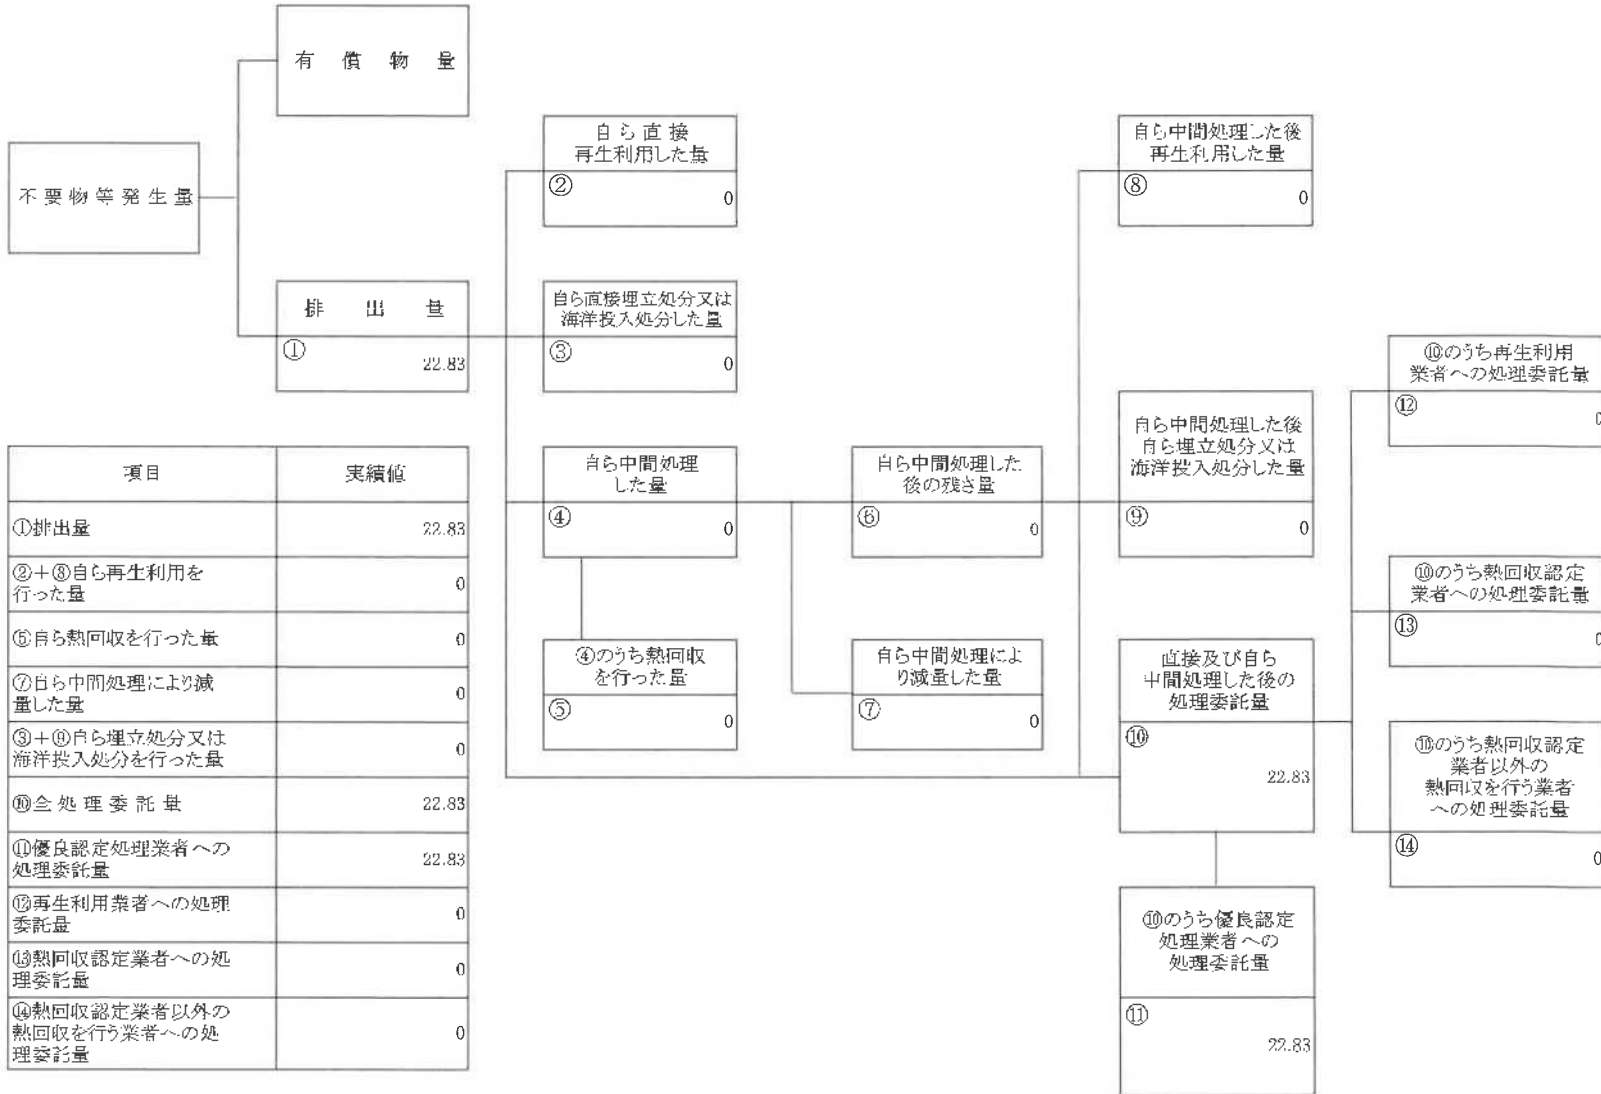 有償物量
不要物等発生量
排出量
①
22.83
自ら直接
再生利用した量
②
0
自ら直接埋立処分又は
海洋投入処分した量
③
0
自ら中間処理
した量
④
0
④のうち熱回収
を行った量
⑤
0
自ら中間処理した
後の残さ量
⑥
0
自ら中間処理によ
り減量した量
⑦
0
自ら中間処理した後
再生利用した量
⑧
0
自ら中間処理した後
自ら埋立処分又は
海洋投入処分した量
⑨
0
直接及び自ら
中間処理した後の
処理委託量
⑩
22.83
⑩のうち優良認定
処理業者への
処理委託量
⑪
22.83
⑩のうち再生利用
業者への処理委託量
⑫
0
⑩のうち熱回収認定
業者への処理委託量
⑬
0
⑩のうち熱回収認定
業者以外の
熱回収を行う業者
への処理委託量
⑭
0
項目 実績値
①排出量 22.83
②+⑧自ら再生利用を
行った量 0
⑤自ら熱回収を行った量 0
⑦自ら中間処理により減
量した量 0
③+⑨自ら埋立処分又は
海洋投入処分を行った量 0
⑩全処理委託量 22.83
⑪優良認定処理業者への
処理委託量 22.83
⑫再生利用業者への処理
委託量 0
⑬熱回収認定業者への処
理委託量 0
⑭熱回収認定業者以外の
熱回収を行う業者への処
理委託量 0